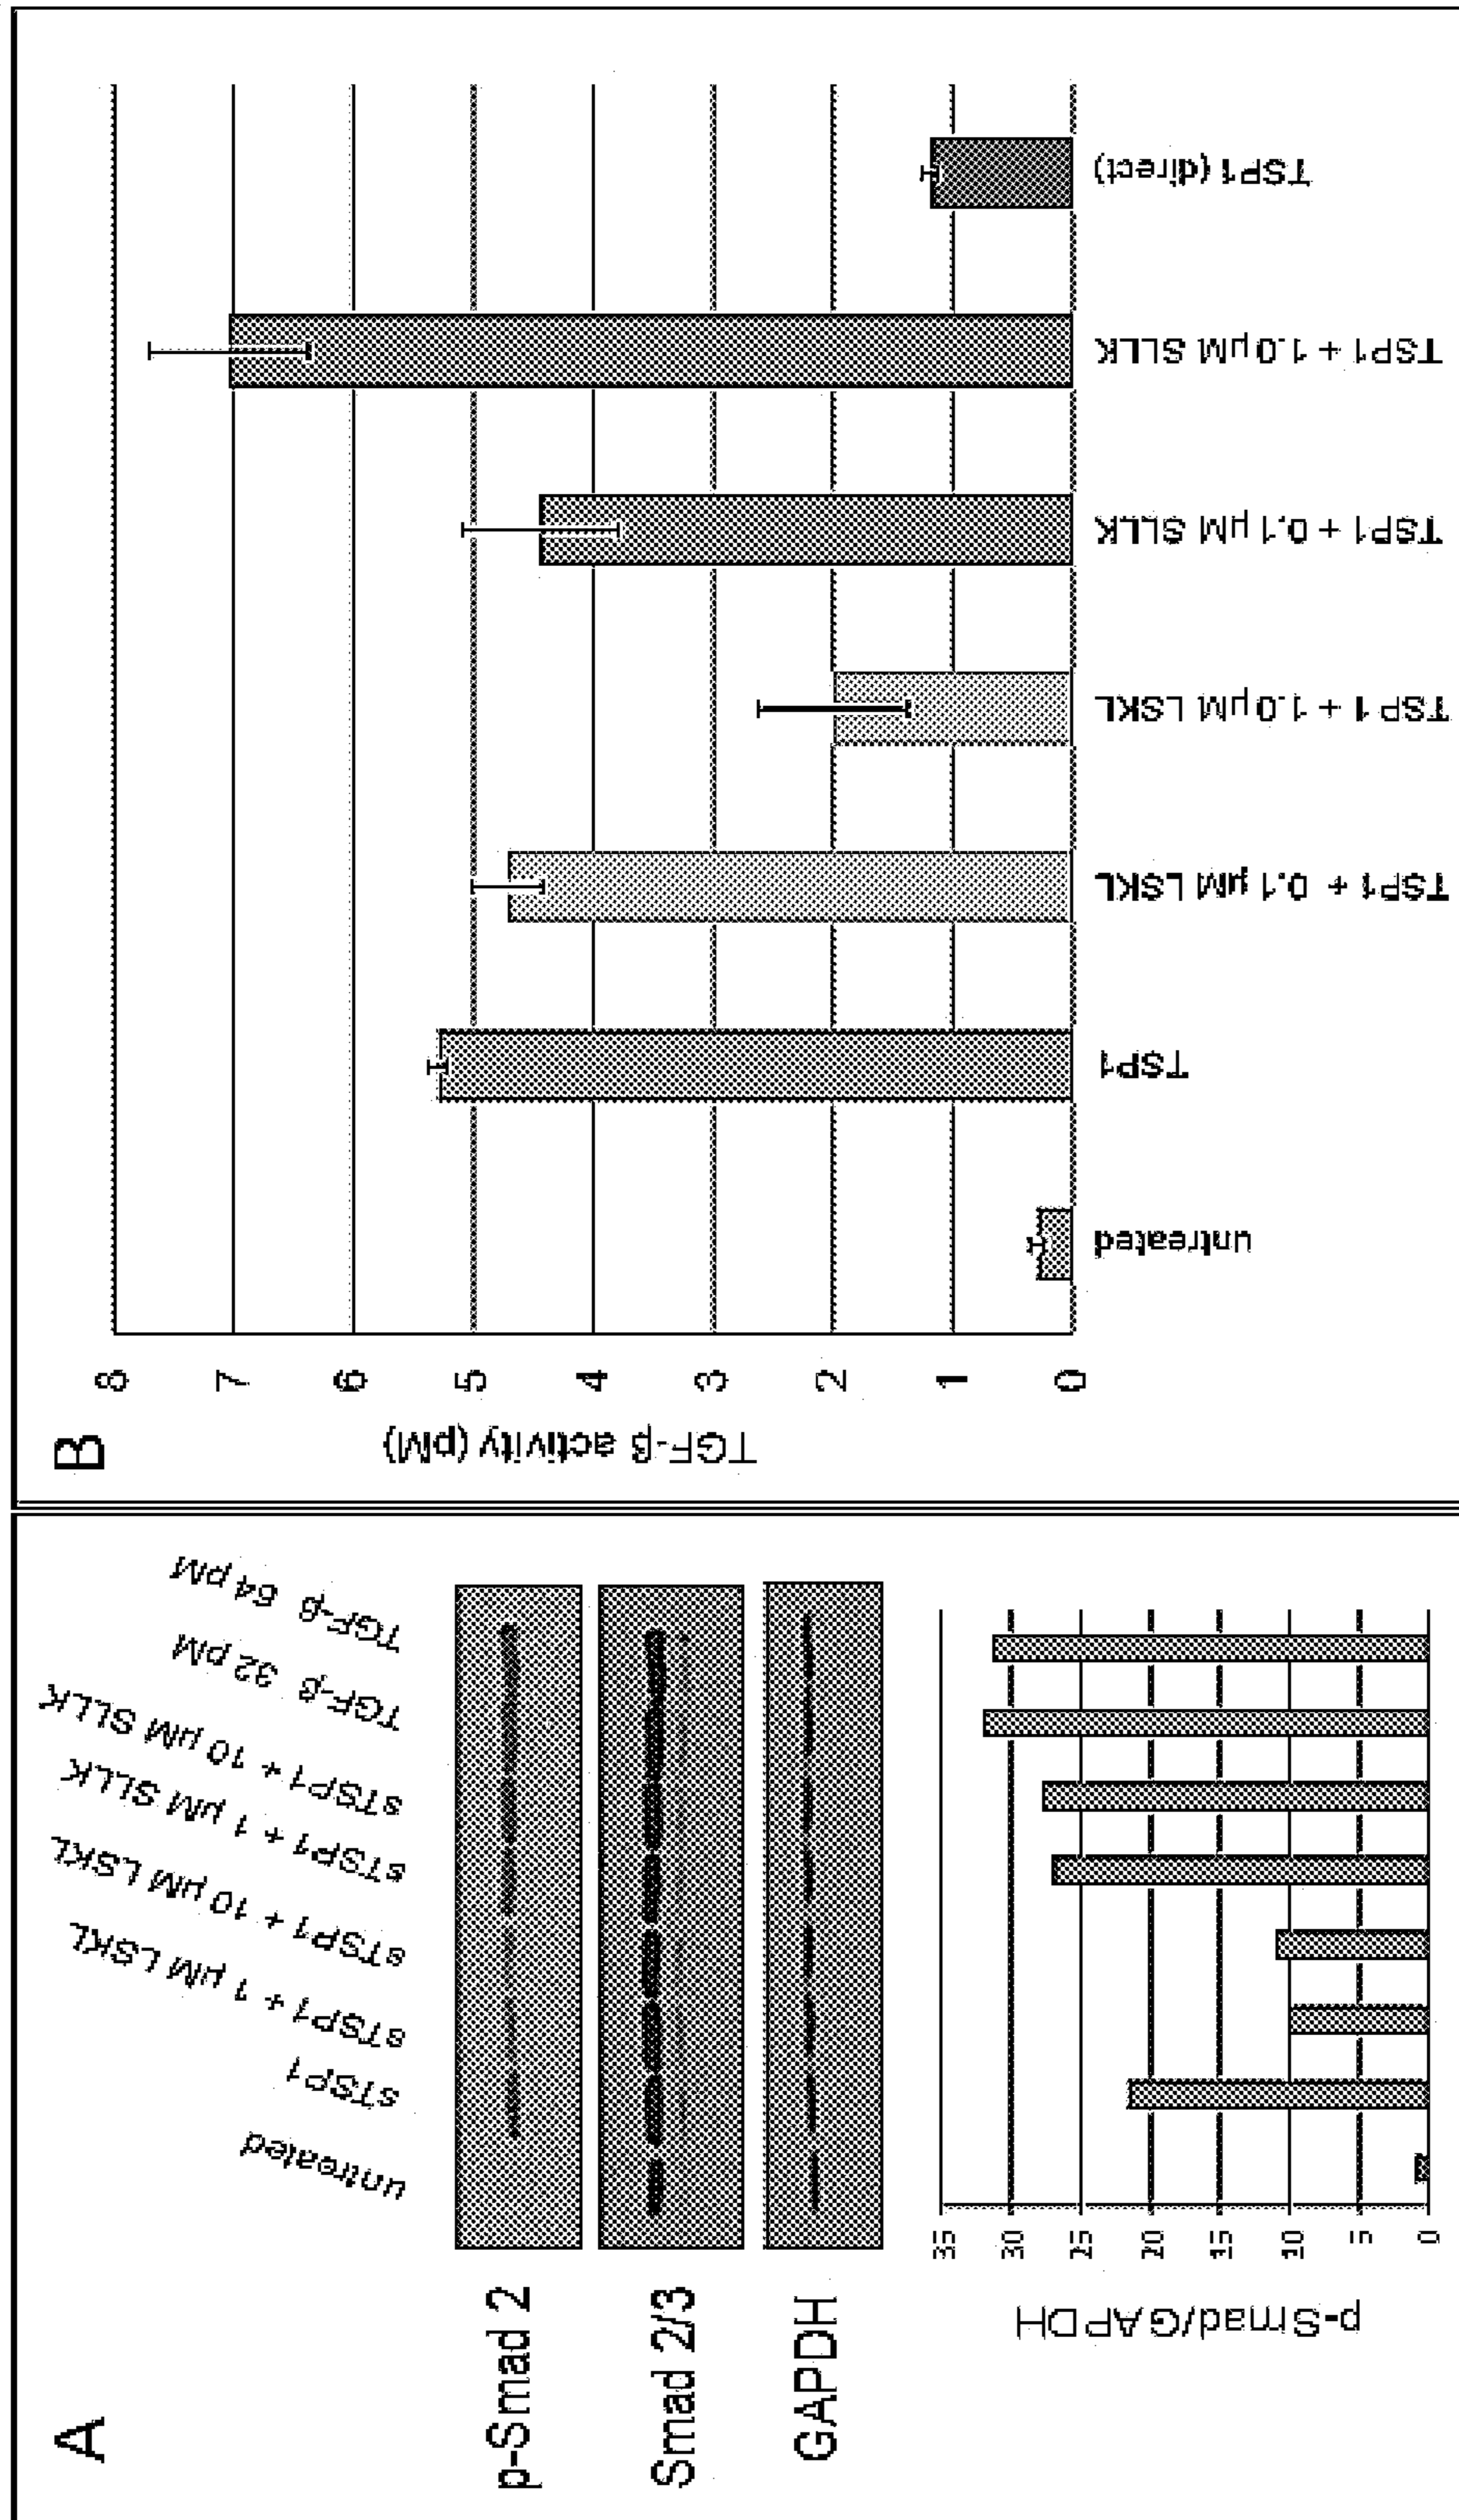 A
untreated
sTSP1
sTSP1 + 1 µM LSKL
sTSP1 + 10 µM LSKL
sTSP1 + 1 µM SLLK
sTSP1 + 10 µM SLLK
TGF-β 32 pM
TGF-β 64 pM
p-Smad 2
Smad 2/3
GAPDH
p-Smad/GAPDH
35
30
25
20
15
10
5
0
B
TGF-β activity (pM)
8
7
6
5
4
3
2
1
0
untreated
TSP1
TSP1 + 0.1 µM LSKL
TSP1 + 1.0 µM LSKL
TSP1 + 0.1 µM SLLK
TSP1 + 1.0 µM SLLK
TSP1 (direct)